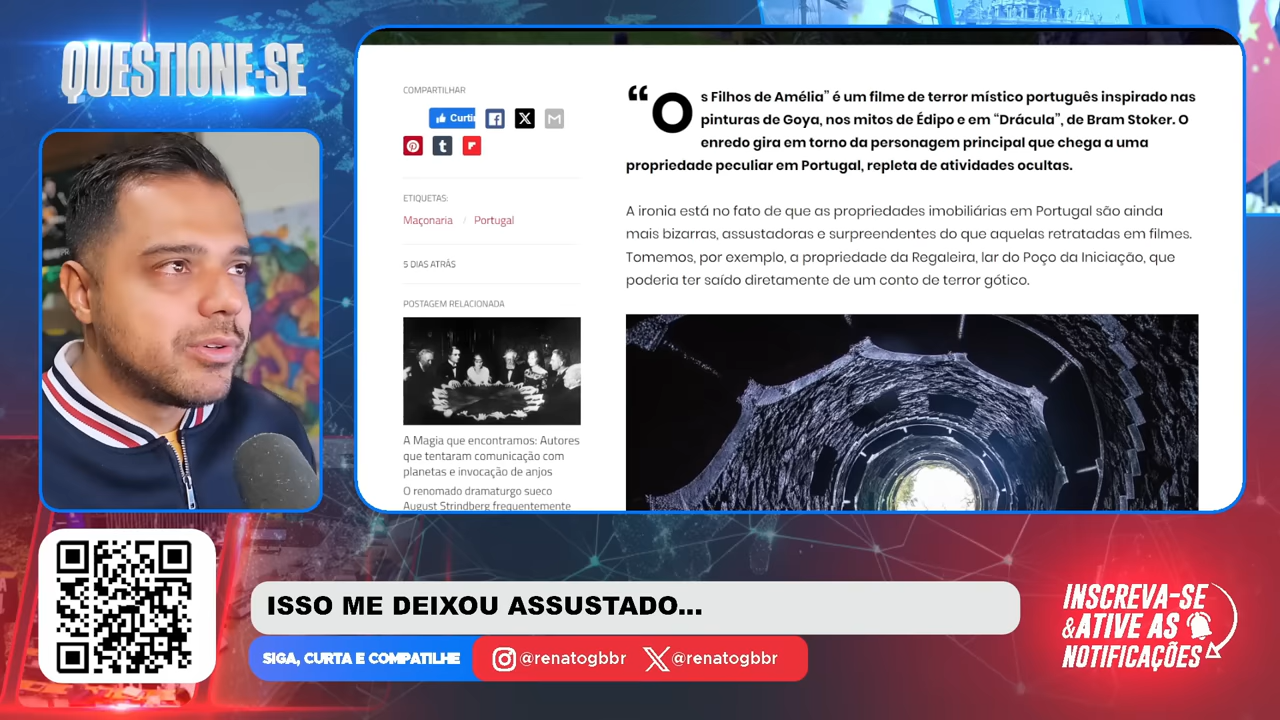 QUESTIONE-SE
COMPARTILHAR
Curtir
ETIQUETAS:
Maçonaria / Portugal
5 DIAS ATRÁS
POSTAGEM RELACIONADA
A Magia que encontramos: Autores
que tentaram comunicação com
planetas e invocação de anjos
O renomado dramaturgo sueco
August Strindberg frequentemente
“Os Filhos de Amélia” é um filme de terror místico português inspirado nas
pinturas de Goya, nos mitos de Édipo e em “Drácula”, de Bram Stoker. O
enredo gira em torno da personagem principal que chega a uma
propriedade peculiar em Portugal, repleta de atividades ocultas.
A ironia está no fato de que as propriedades imobiliárias em Portugal são ainda
mais bizarras, assustadoras e surpreendentes do que aquelas retratadas em filmes.
Tomemos, por exemplo, a propriedade da Regaleira, lar do Poço da Iniciação, que
poderia ter saído diretamente de um conto de terror gótico.
ISSO ME DEIXOU ASSUSTADO...
SIGA, CURTA E COMPATILHE
@renatogbbr
@renatogbbr
INSCREVA-SE
&ATIVE AS
NOTIFICAÇÕES